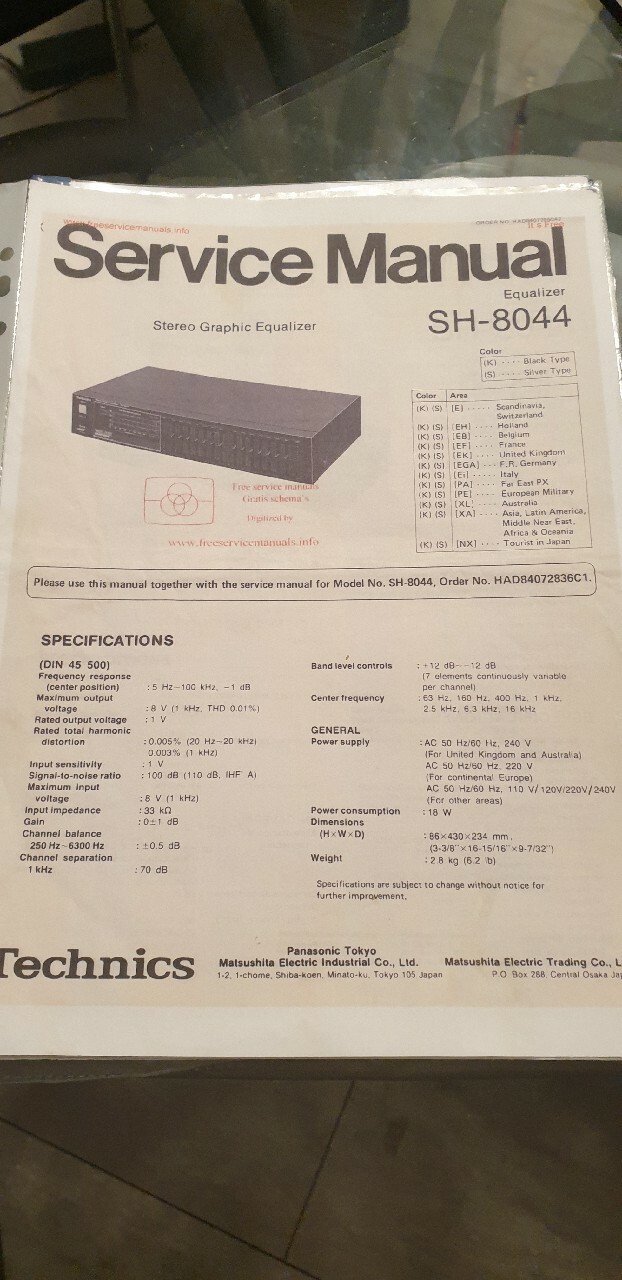 www.freeservicemanuals.info
It's Free
Service Manual
Equalizer
Stereo Graphic Equalizer
SH-8044
Color
(K) ···· Black Type
(S) ···· Silver Type
Color Area
(K) (S) [E] ····· Scandinavia,
Switzerland
(K) (S) [EH] ···· Holland
(K) (S) [EB] ···· Belgium
(K) (S) [EF] ···· France
(K) (S) [EK] ···· United Kingdom
(K) (S) [EGA] ··· F.R. Germany
(K) (S) [Ei] ···· Italy
(K) (S) [PA] ···· Far East PX
(K) (S) [PE] ···· European Military
(K) (S) [XL] ···· Australia
(K) (S) [XA] ···· Asia, Latin America,
Middle Near East,
Africa & Oceania
(K) (S) [NX] ···· Tourist in Japan
Free service manuals
Gratis schema's
Digitized by
www.freeservicemanuals.info
Please use this manual together with the service manual for Model No. SH-8044, Order No. HAD84072836C1.
SPECIFICATIONS
(DIN 45 500)
Frequency response
(center position) : 5 Hz~100 kHz, −1 dB
Maximum output
voltage : 8 V (1 kHz, THD 0.01%)
Rated output voltage : 1 V
Rated total harmonic
distortion : 0.005% (20 Hz~20 kHz)
0.003% (1 kHz)
Input sensitivity : 1 V
Signal-to-noise ratio : 100 dB (110 dB, IHF A)
Maximum input
voltage : 8 V (1 kHz)
Input impedance : 33 kΩ
Gain : 0±1 dB
Channel balance
250 Hz~6300 Hz : ±0.5 dB
Channel separation
1 kHz : 70 dB
Band level controls : +12 dB~−12 dB
(7 elements continuously variable
per channel)
Center frequency : 63 Hz, 160 Hz, 400 Hz, 1 kHz,
2.5 kHz, 6.3 kHz, 16 kHz
GENERAL
Power supply : AC 50 Hz/60 Hz, 240 V
(For United Kingdom and Australia)
AC 50 Hz/60 Hz, 220 V
(For continental Europe)
AC 50 Hz/60 Hz, 110 V/120V/220V/240V
(For other areas)
Power consumption : 18 W
Dimensions
(H×W×D) : 86×430×234 mm
(3-3/8"×16-15/16"×9-7/32")
Weight : 2.8 kg (6.2 lb)
Specifications are subject to change without notice for
further improvement.
Technics
Panasonic Tokyo
Matsushita Electric Industrial Co., Ltd.
1-2, 1-chome, Shiba-koen, Minato-ku, Tokyo 105 Japan
Matsushita Electric Trading Co., L
P.O. Box 288, Central Osaka Jap